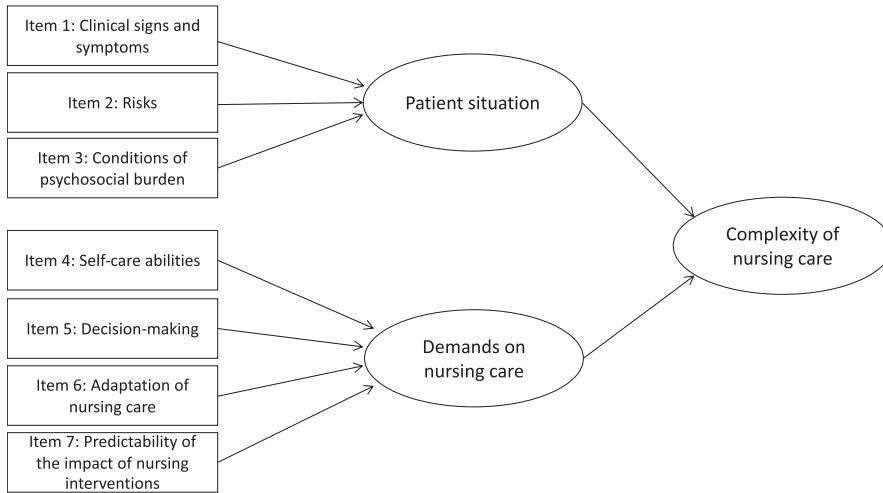 Item 1: Clinical signs and
symptoms
Item 2: Risks
Item 3: Conditions of
psychosocial burden
Patient situation
Item 4: Self-care abilities
Item 5: Decision-making
Item 6: Adaptation of
nursing care
Item 7: Predictability of
the impact of nursing
interventions
Demands on
nursing care
Complexity of
nursing care